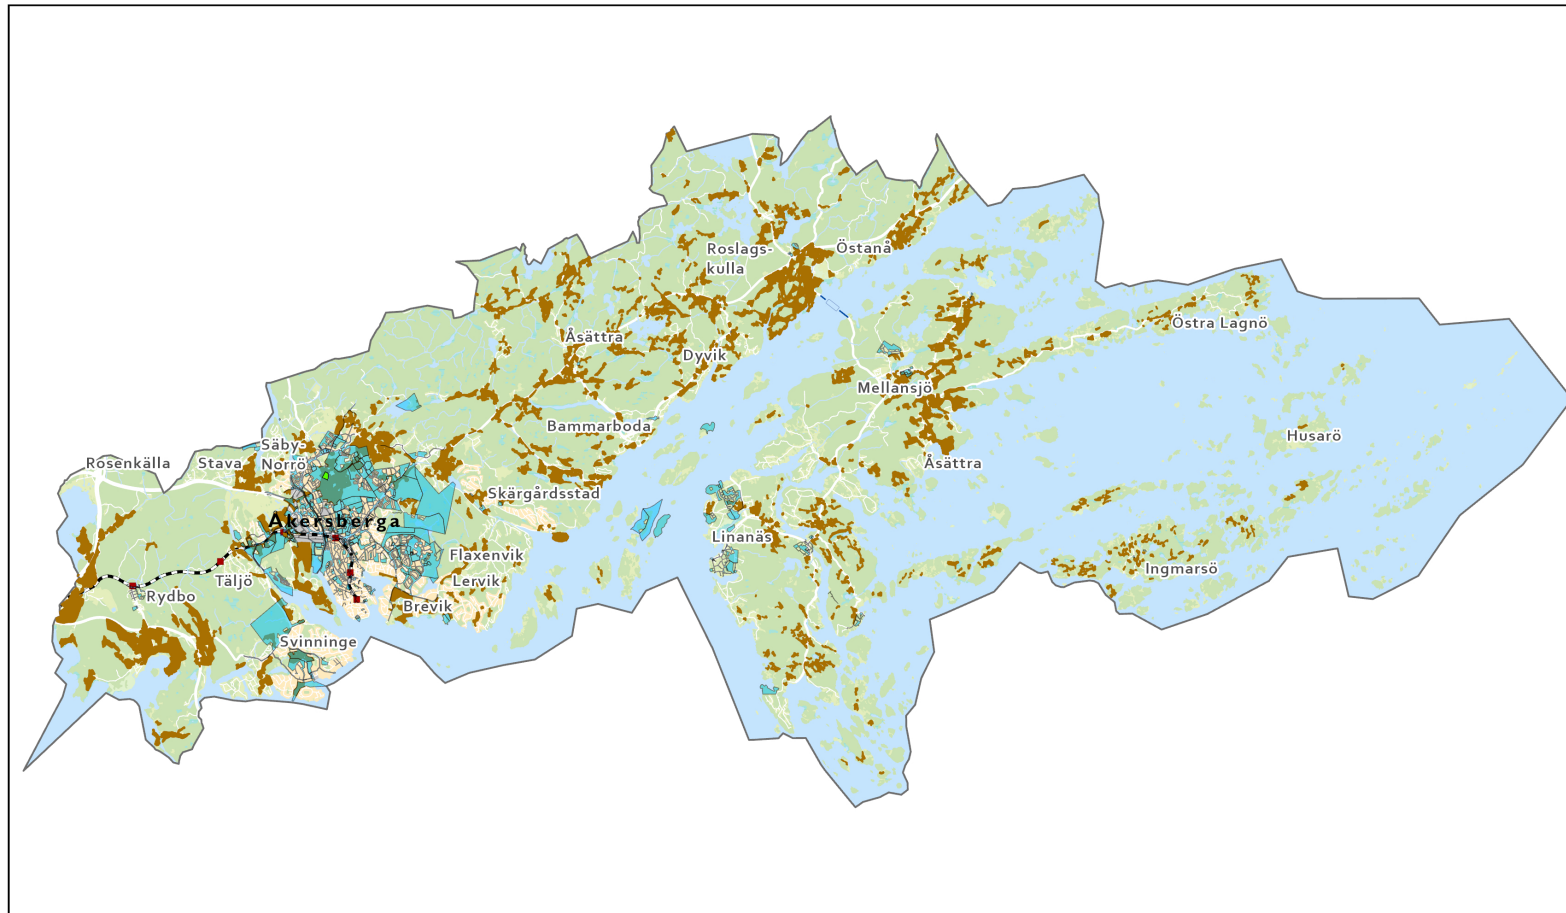 Roslags-
kulla
Östanå
Östra Lagnö
Åsättra
Dyvik
Mellansjö
Bammarboda
Husarö
Säby-
Norrö
Rosenkälla
Stava
Åsättra
Skärgårdsstad
Åkersberga
Linanäs
Flaxenvik
Ingmarsö
Täljö
Lervik
Rydbo
Brevik
Svinninge